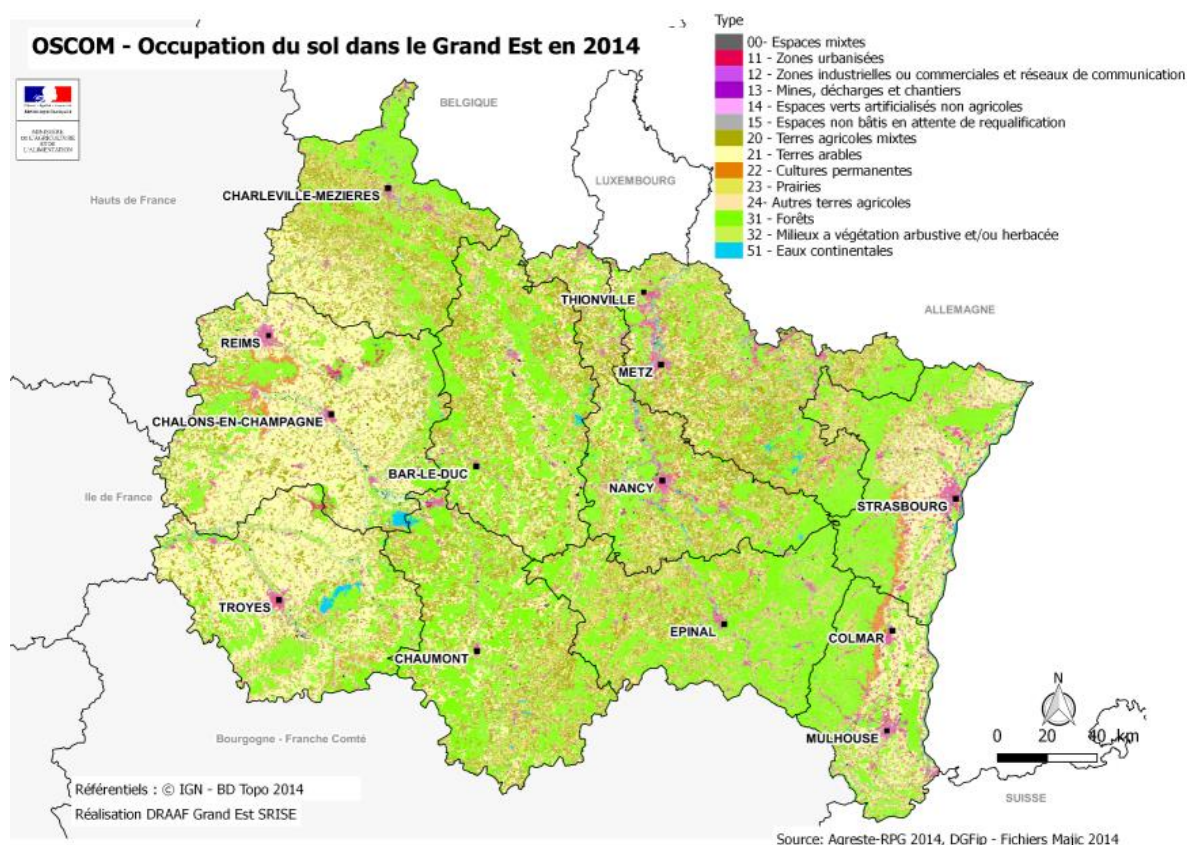 OSCOM - Occupation du sol dans le Grand Est en 2014
MINISTÈRE
DE L'AGRICULTURE
ET DE
L'ALIMENTATION
Type
00- Espaces mixtes
11 - Zones urbanisées
12 - Zones industrielles ou commerciales et réseaux de communication
13 - Mines, décharges et chantiers
14 - Espaces verts artificialisés non agricoles
15 - Espaces non bâtis en attente de requalification
20 - Terres agricoles mixtes
21 - Terres arables
22 - Cultures permanentes
23 - Prairies
24- Autres terres agricoles
31 - Forêts
32 - Milieux a végétation arbustive et/ou herbacée
51 - Eaux continentales
BELGIQUE
LUXEMBOURG
CHARLEVILLE-MEZIERES
Hauts de France
THIONVILLE
ALLEMAGNE
REIMS
METZ
CHALONS-EN-CHAMPAGNE
BAR-LE-DUC
NANCY
Ile de France
STRASBOURG
TROYES
EPINAL
COLMAR
CHAUMONT
N
MULHOUSE
0 20 40 km
Bourgogne - Franche Comté
SUISSE
Référentiels : © IGN - BD Topo 2014
Réalisation DRAAF Grand Est SRISE
Source: Agreste-RPG 2014, DGFip - Fichiers Majic 2014